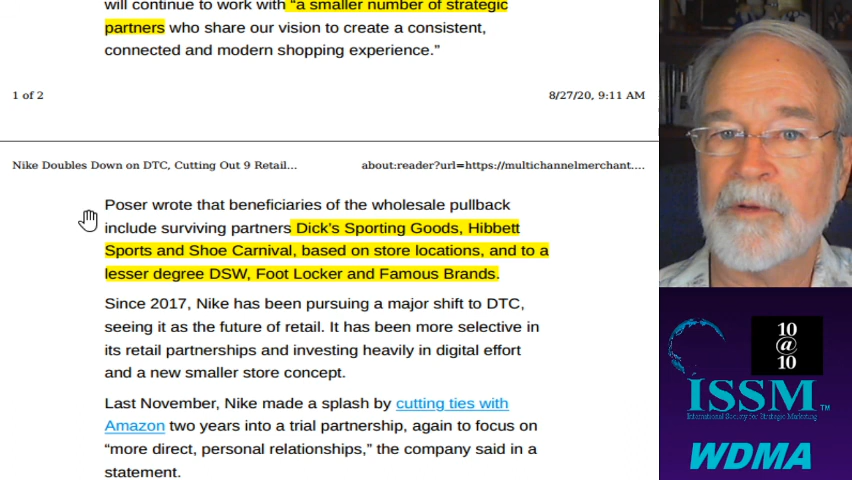 will continue to work with “a smaller number of strategic
partners who share our vision to create a consistent,
connected and modern shopping experience.”
1 of 2
8/27/20, 9:11 AM
Nike Doubles Down on DTC, Cutting Out 9 Retail...
about:reader?url=https://multichannelmerchant....
Poser wrote that beneficiaries of the wholesale pullback
include surviving partners Dick’s Sporting Goods, Hibbett
Sports and Shoe Carnival, based on store locations, and to a
lesser degree DSW, Foot Locker and Famous Brands.
Since 2017, Nike has been pursuing a major shift to DTC,
seeing it as the future of retail. It has been more selective in
its retail partnerships and investing heavily in digital effort
and a new smaller store concept.
Last November, Nike made a splash by cutting ties with
Amazon two years into a trial partnership, again to focus on
“more direct, personal relationships,” the company said in a
statement.
10
@
10
ISSM™
International Society for Strategic Marketing
WDMA